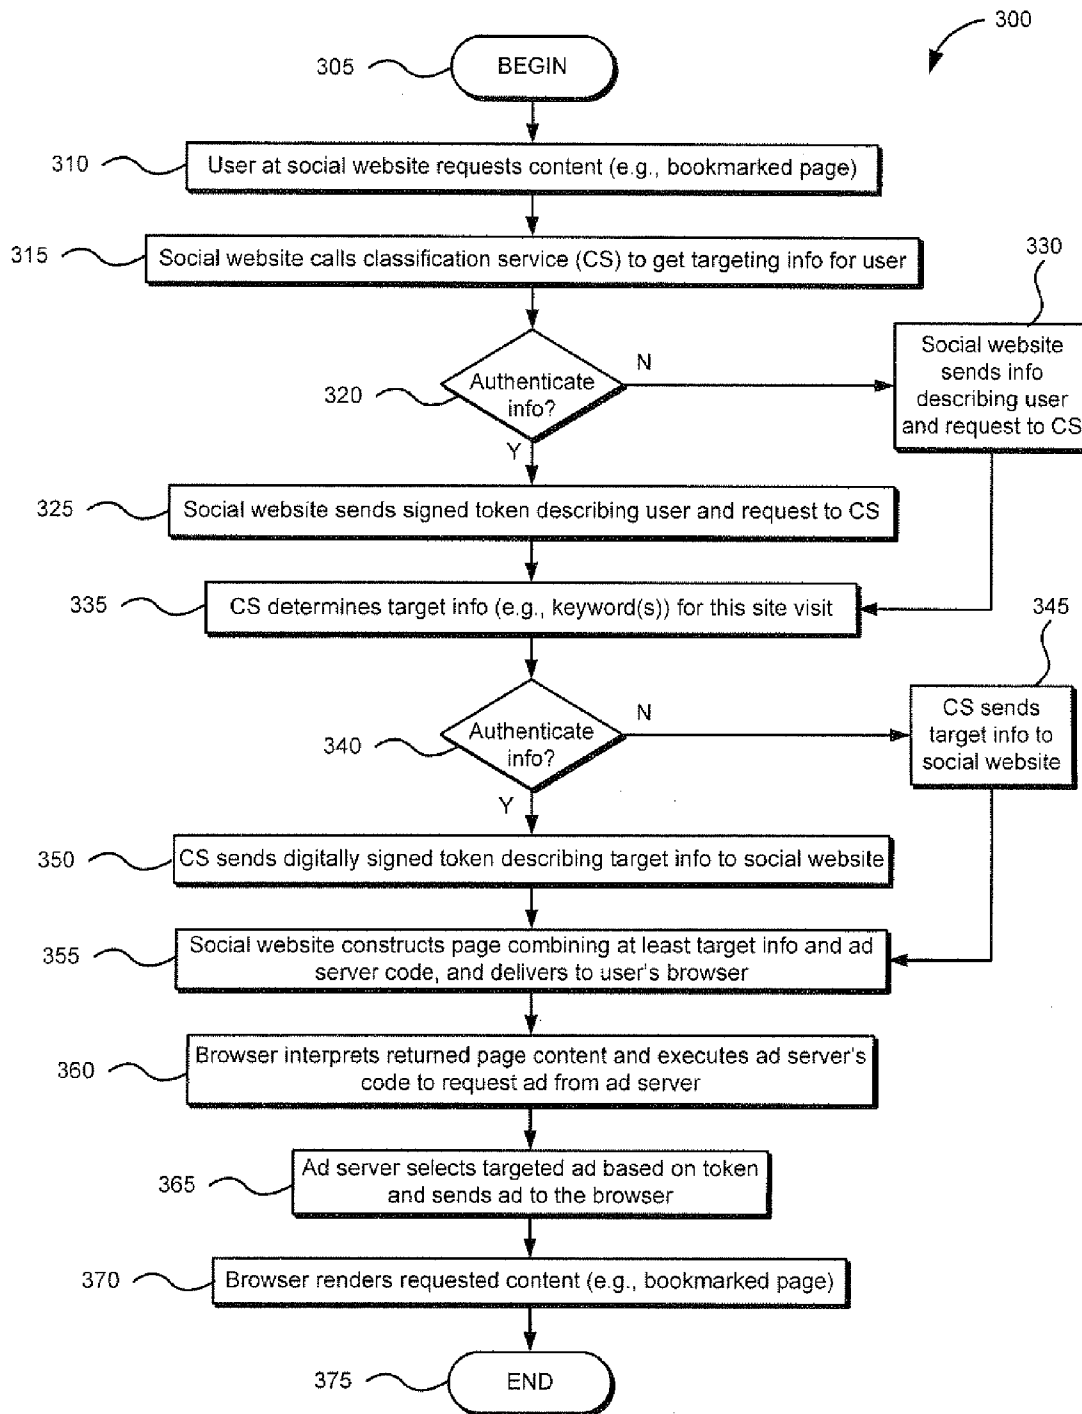 300
305
BEGIN
310
User at social website requests content (e.g., bookmarked page)
315
Social website calls classification service (CS) to get targeting info for user
330
Social website
sends info
describing user
and request to CS
320
Authenticate
info?
N
Y
325
Social website sends signed token describing user and request to CS
335
CS determines target info (e.g., keyword(s)) for this site visit
345
CS sends
target info to
social website
340
Authenticate
info?
N
Y
350
CS sends digitally signed token describing target info to social website
355
Social website constructs page combining at least target info and ad
server code, and delivers to user's browser
360
Browser interprets returned page content and executes ad server's
code to request ad from ad server
365
Ad server selects targeted ad based on token
and sends ad to the browser
370
Browser renders requested content (e.g., bookmarked page)
375
END